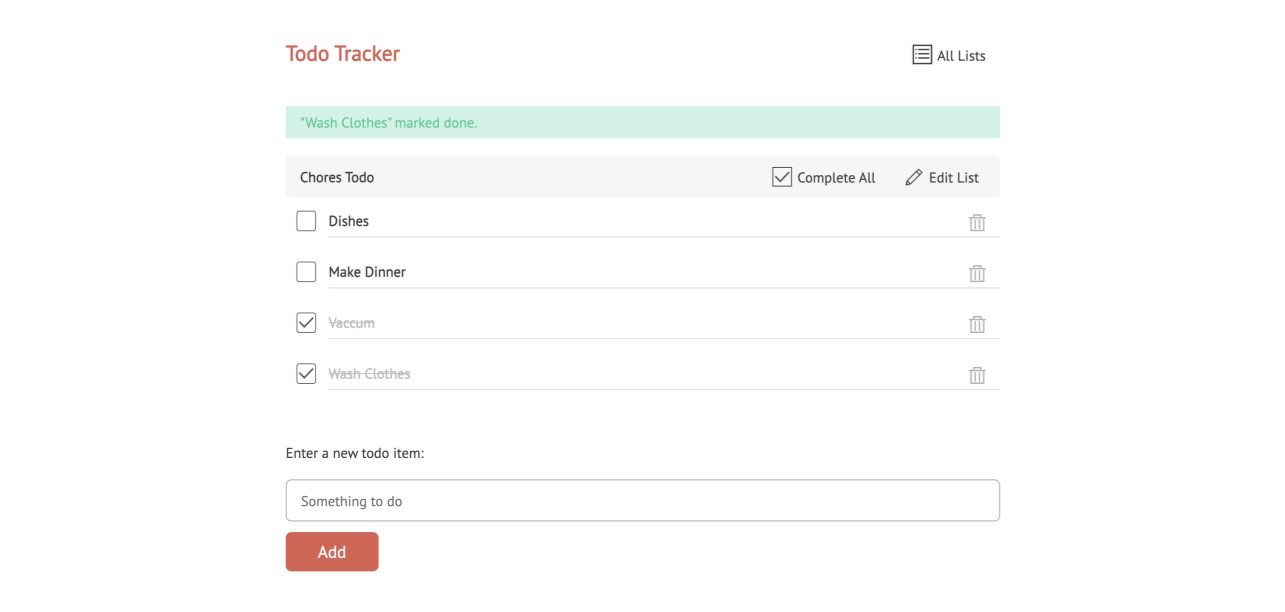 Todo Tracker
All Lists
"Wash Clothes" marked done.
Chores Todo
Complete All
Edit List
Dishes
Make Dinner
Vaccum
Wash Clothes
Enter a new todo item:
Something to do
Add